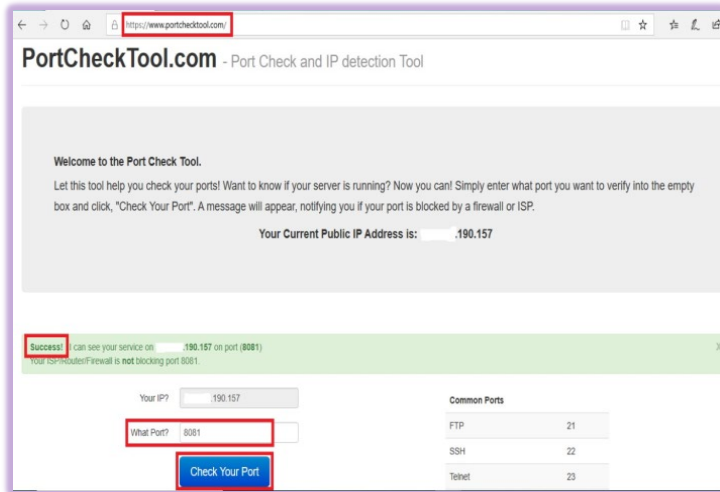 https://www.portchecktool.com/
PortCheckTool.com - Port Check and IP detection Tool
Welcome to the Port Check Tool.
Let this tool help you check your ports! Want to know if your server is running? Now you can! Simply enter what port you want to verify into the empty
box and click, "Check Your Port". A message will appear, notifying you if your port is blocked by a firewall or ISP.
Your Current Public IP Address is: .190.157
Success! I can see your service on .190.157 on port (8081)
Your ISP/Router/Firewall is not blocking port 8081.
Your IP? .190.157
What Port? 8081
Check Your Port
Common Ports
FTP 21
SSH 22
Telnet 23